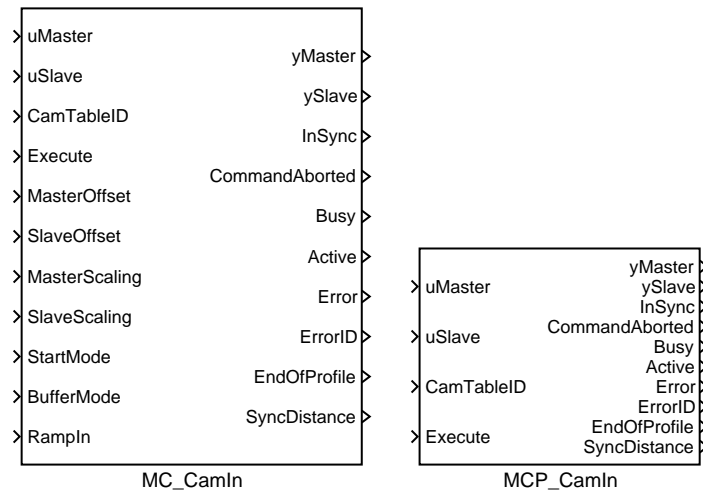 uMaster
uSlave
CamTableID
Execute
MasterOffset
SlaveOffset
MasterScaling
SlaveScaling
StartMode
BufferMode
RampIn
yMaster
ySlave
InSync
CommandAborted
Busy
Active
Error
ErrorID
EndOfProfile
SyncDistance
MC_CamIn
uMaster
uSlave
CamTableID
Execute
yMaster
ySlave
InSync
CommandAborted
Busy
Active
Error
ErrorID
EndOfProfile
SyncDistance
MCP_CamIn